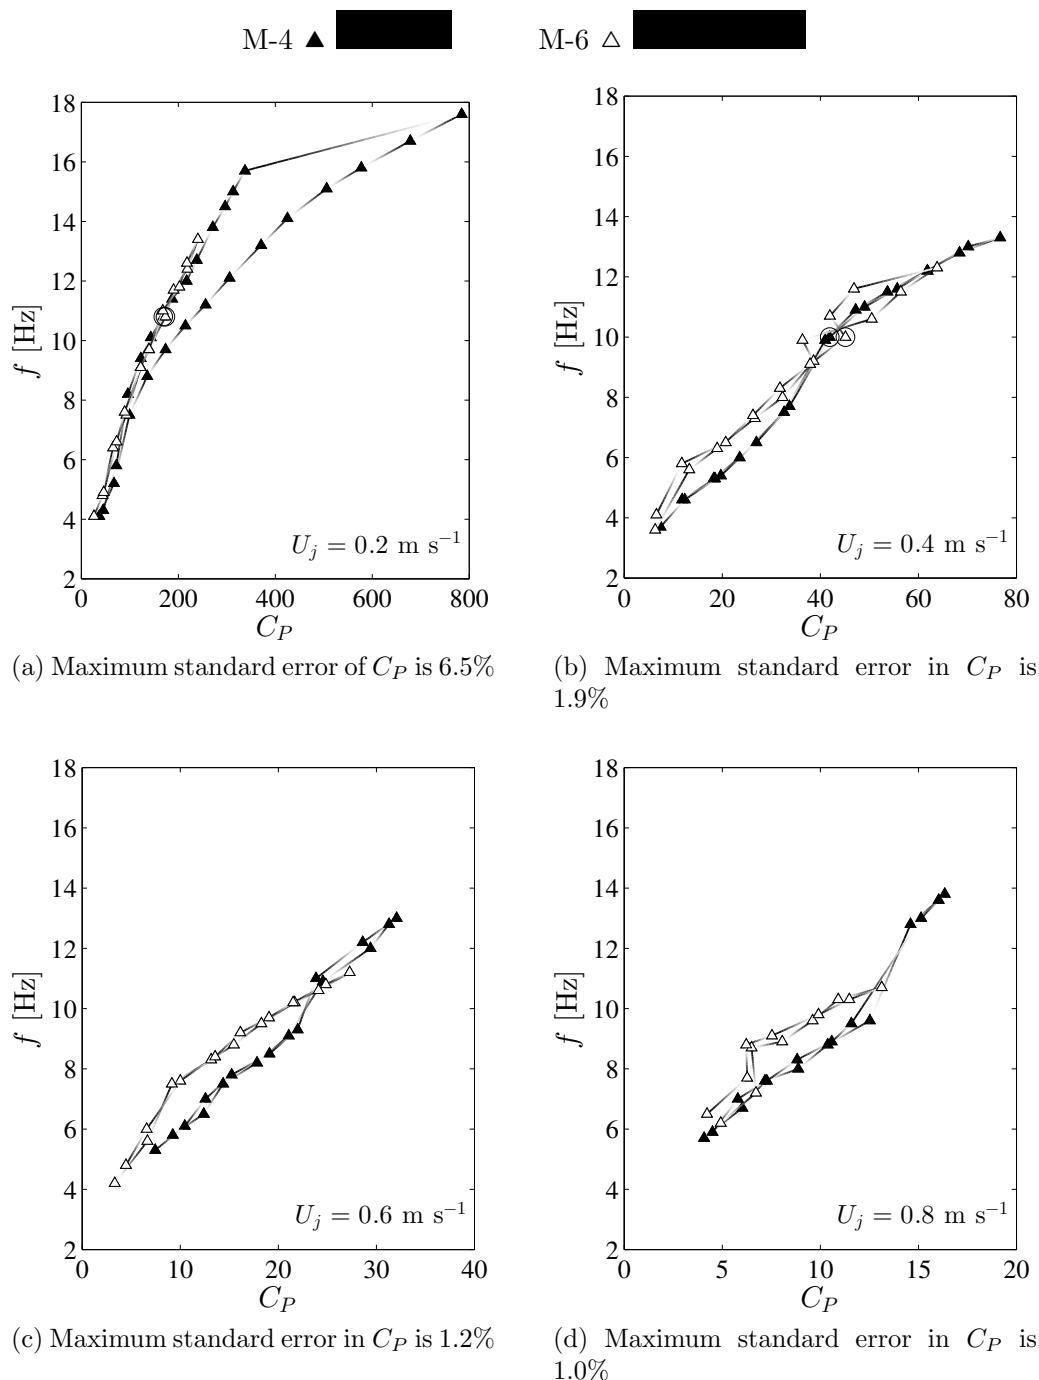 M-4 ▲ M-6 △
18
16
14
12
10
8
6
4
2
f [Hz]
0 200 400 600 800
C_P
U_j = 0.2 m s⁻¹
(a) Maximum standard error of C_P is 6.5%
18
16
14
12
10
8
6
4
2
f [Hz]
0 20 40 60 80
C_P
U_j = 0.4 m s⁻¹
(b) Maximum standard error in C_P is
1.9%
18
16
14
12
10
8
6
4
2
f [Hz]
0 10 20 30 40
C_P
U_j = 0.6 m s⁻¹
(c) Maximum standard error in C_P is 1.2%
18
16
14
12
10
8
6
4
2
f [Hz]
0 5 10 15 20
C_P
U_j = 0.8 m s⁻¹
(d) Maximum standard error in C_P is
1.0%